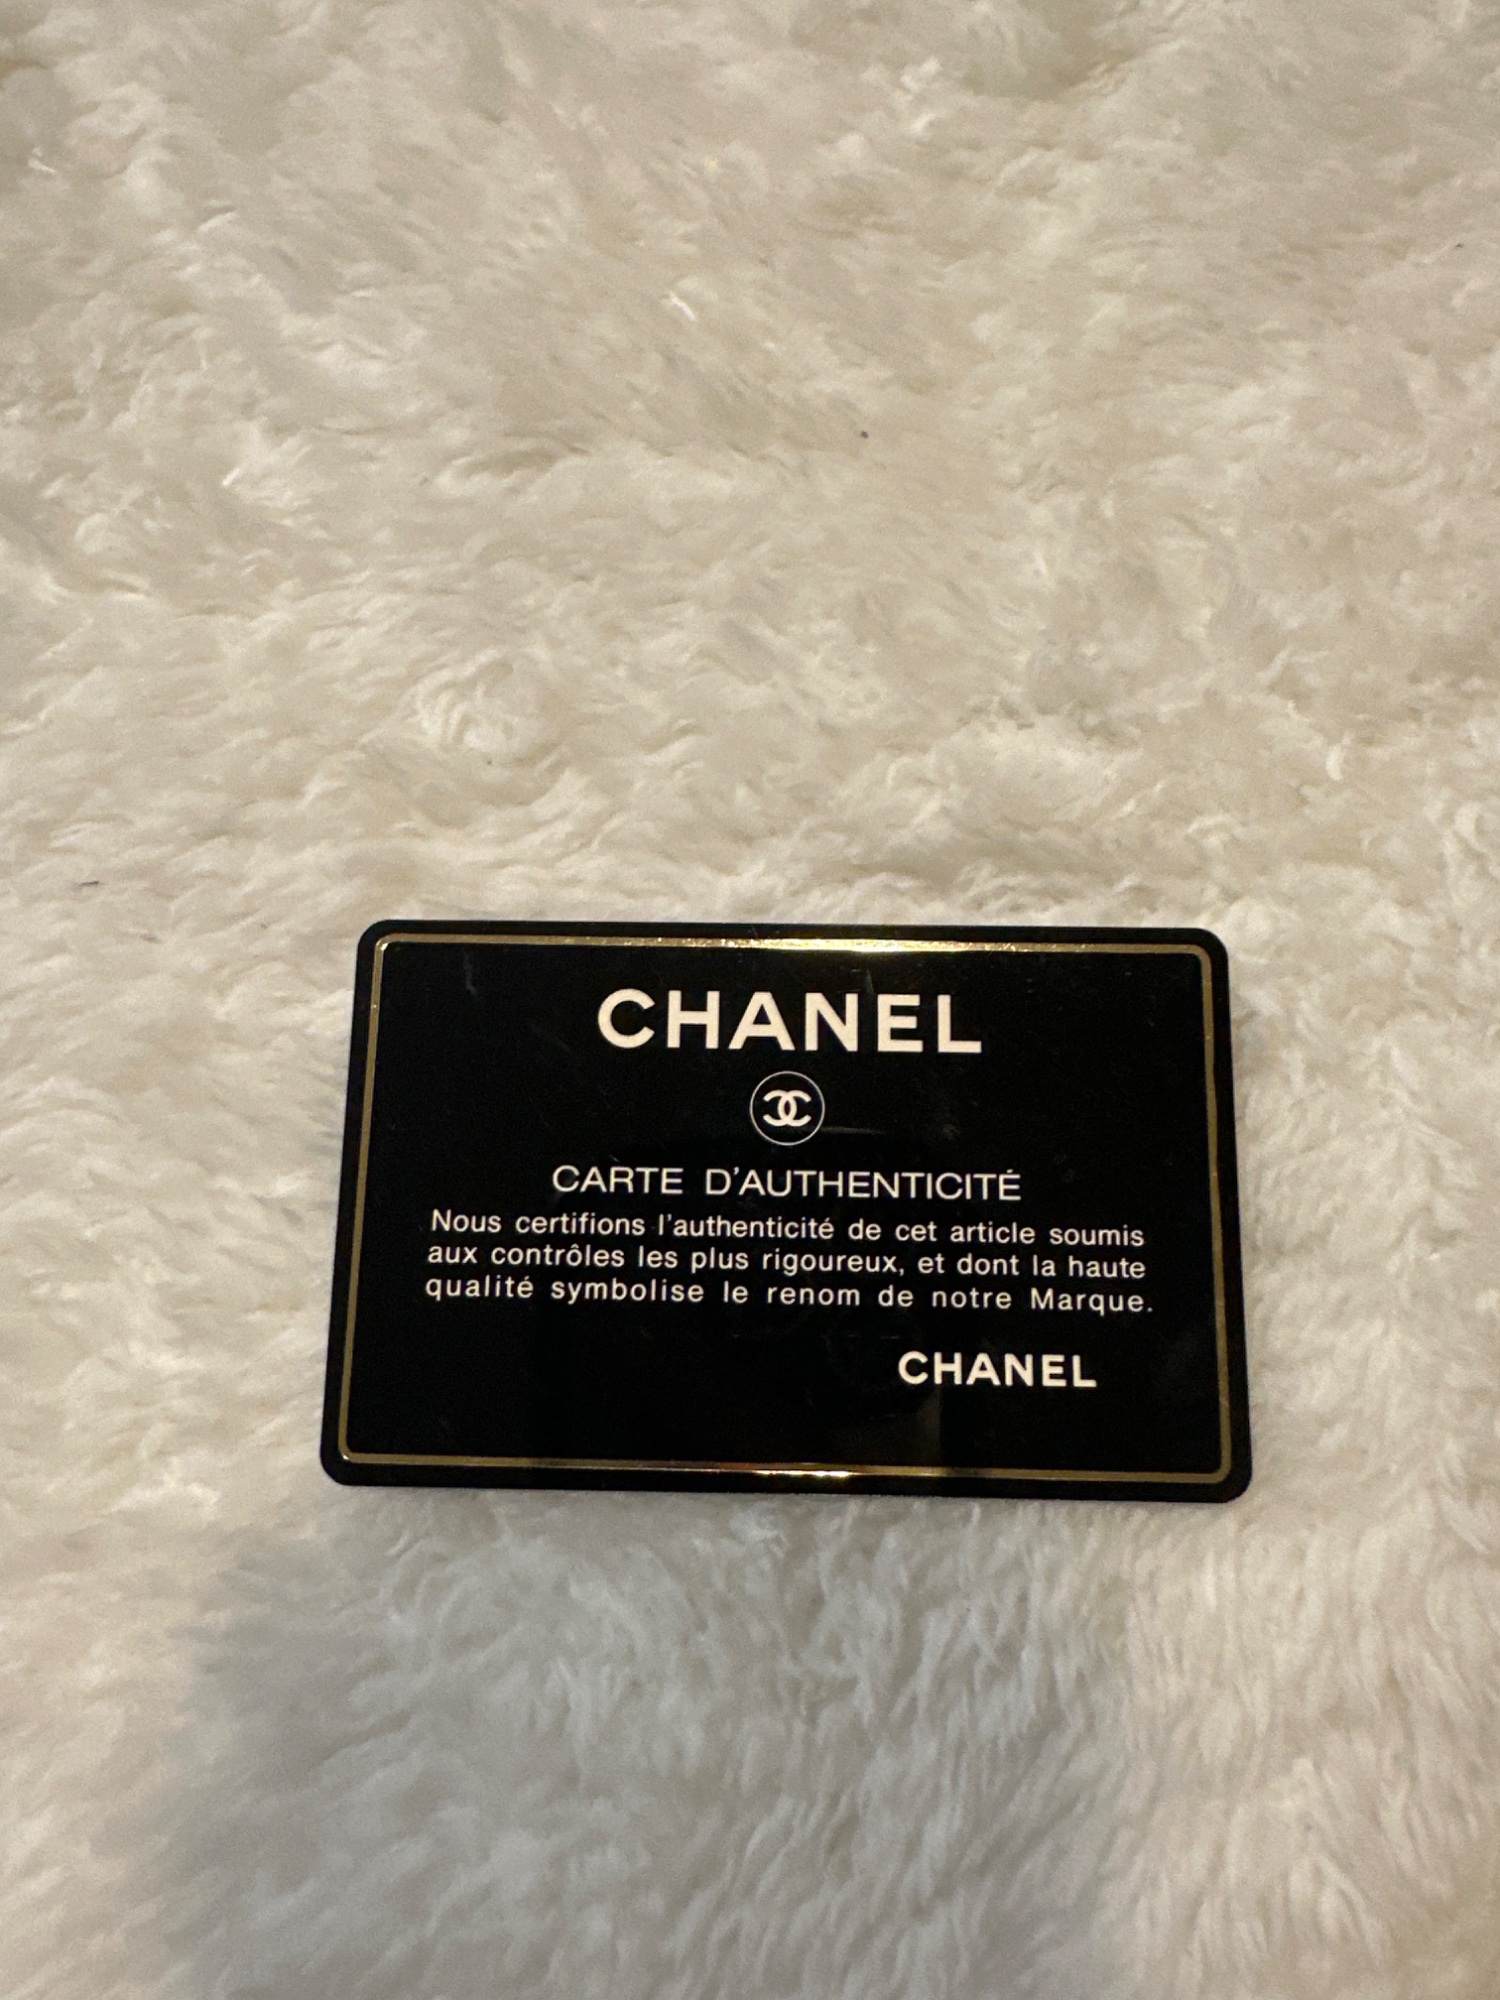 CHANEL
CARTE D'AUTHENTICITÉ
Nous certifions l'authenticité de cet article soumis
aux contrôles les plus rigoureux, et dont la haute
qualité symbolise le renom de notre Marque.
CHANEL